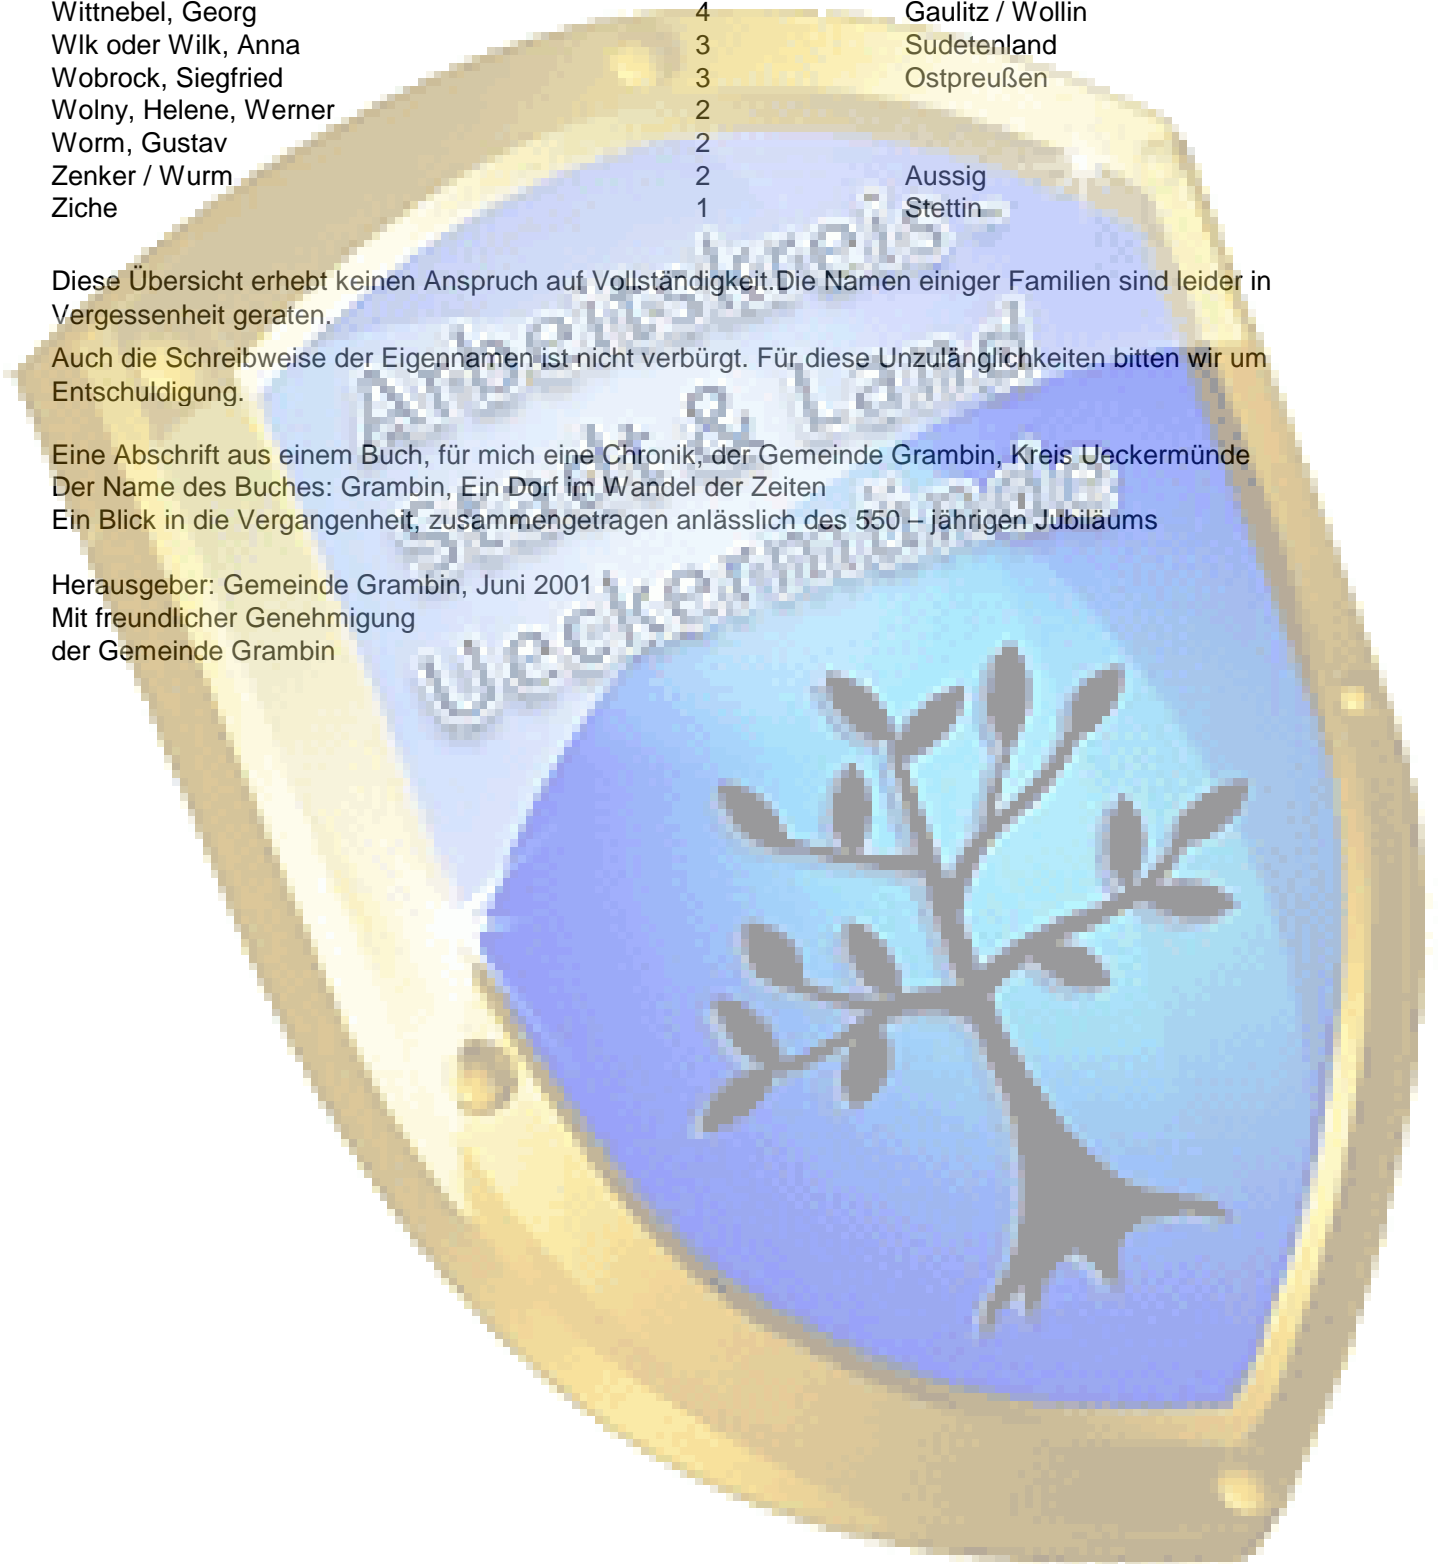 Wittnebel, Georg 4 Gaulitz / Wollin
Wlk oder Wilk, Anna 3 Sudetenland
Wobrock, Siegfried 3 Ostpreußen
Wolny, Helene, Werner 2
Worm, Gustav 2
Zenker / Wurm 2 Aussig
Ziche 1 Stettin
Diese Übersicht erhebt keinen Anspruch auf Vollständigkeit.Die Namen einiger Familien sind leider in
Vergessenheit geraten.
Auch die Schreibweise der Eigennamen ist nicht verbürgt. Für diese Unzulänglichkeiten bitten wir um
Entschuldigung.
Eine Abschrift aus einem Buch, für mich eine Chronik, der Gemeinde Grambin, Kreis Ueckermünde
Der Name des Buches: Grambin, Ein Dorf im Wandel der Zeiten
Ein Blick in die Vergangenheit, zusammengetragen anlässlich des 550 – jährigen Jubiläums
Herausgeber: Gemeinde Grambin, Juni 2001
Mit freundlicher Genehmigung
der Gemeinde Grambin
Arbeitskreis -
Stadt & Land
Ueckermünde